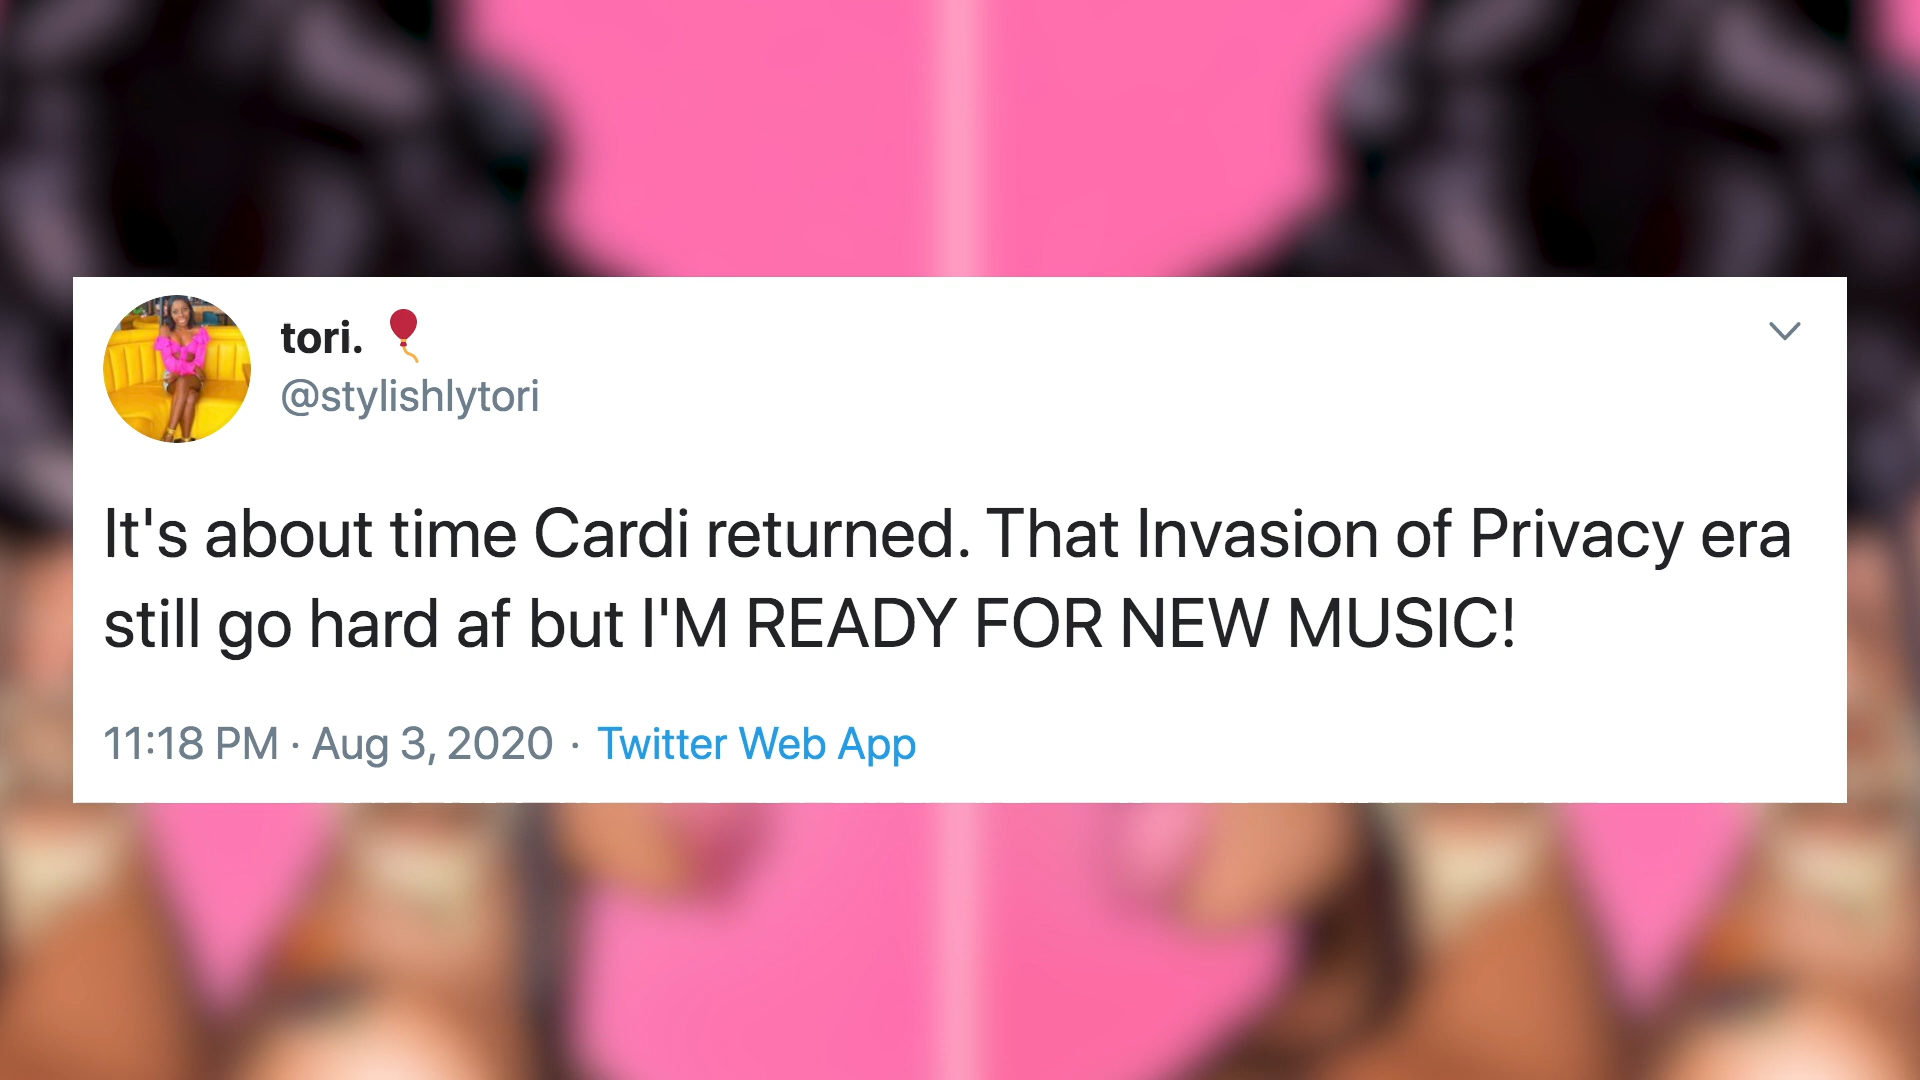 tori. 🎈
@stylishlytori
It's about time Cardi returned. That Invasion of Privacy era
still go hard af but I'M READY FOR NEW MUSIC!
11:18 PM · Aug 3, 2020 · Twitter Web App